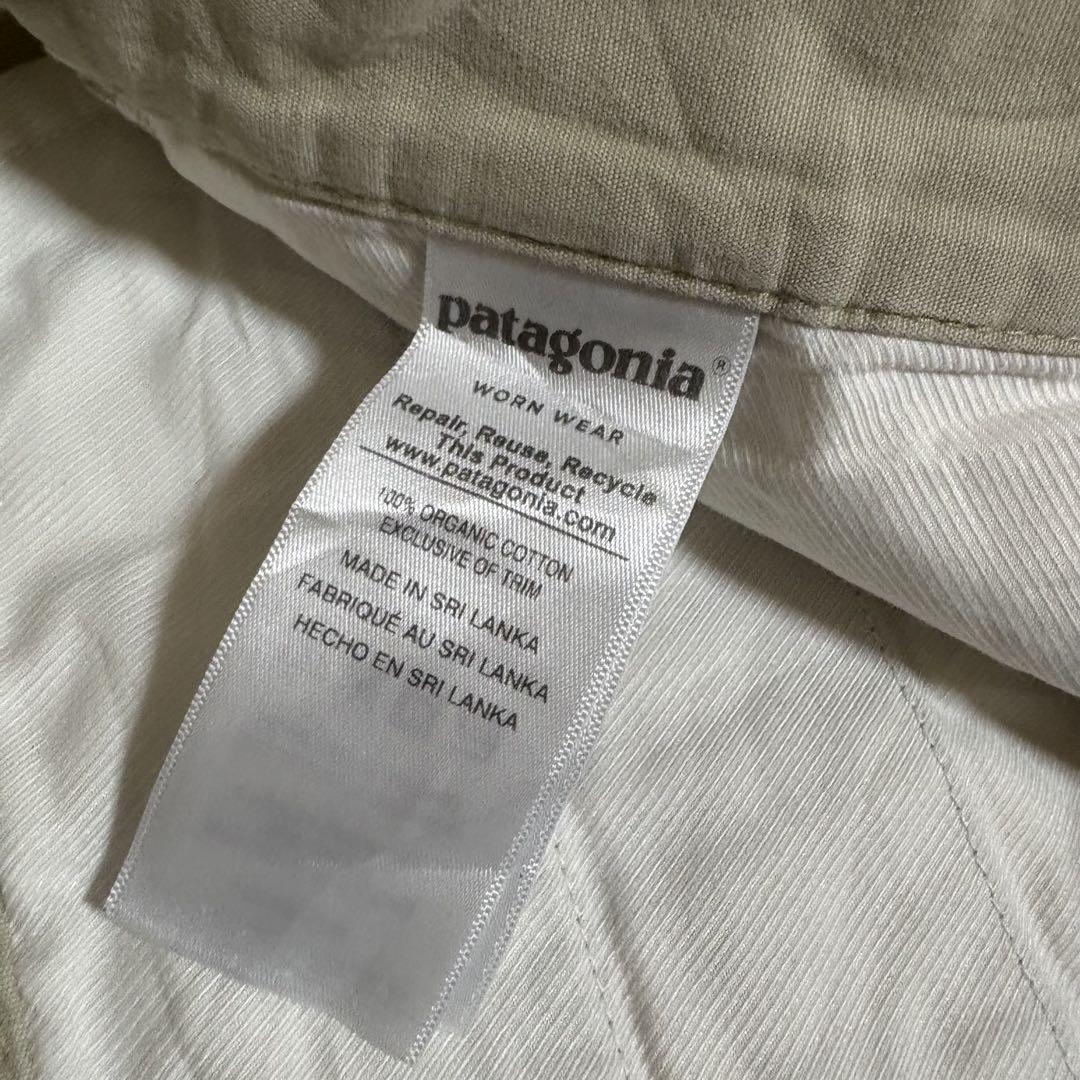 patagonia®
WORN WEAR
Repair, Reuse, Recycle
This Product
www.patagonia.com
100% ORGANIC COTTON
EXCLUSIVE OF TRIM
MADE IN SRI LANKA
FABRIQUÉ AU SRI LANKA
HECHO EN SRI LANKA